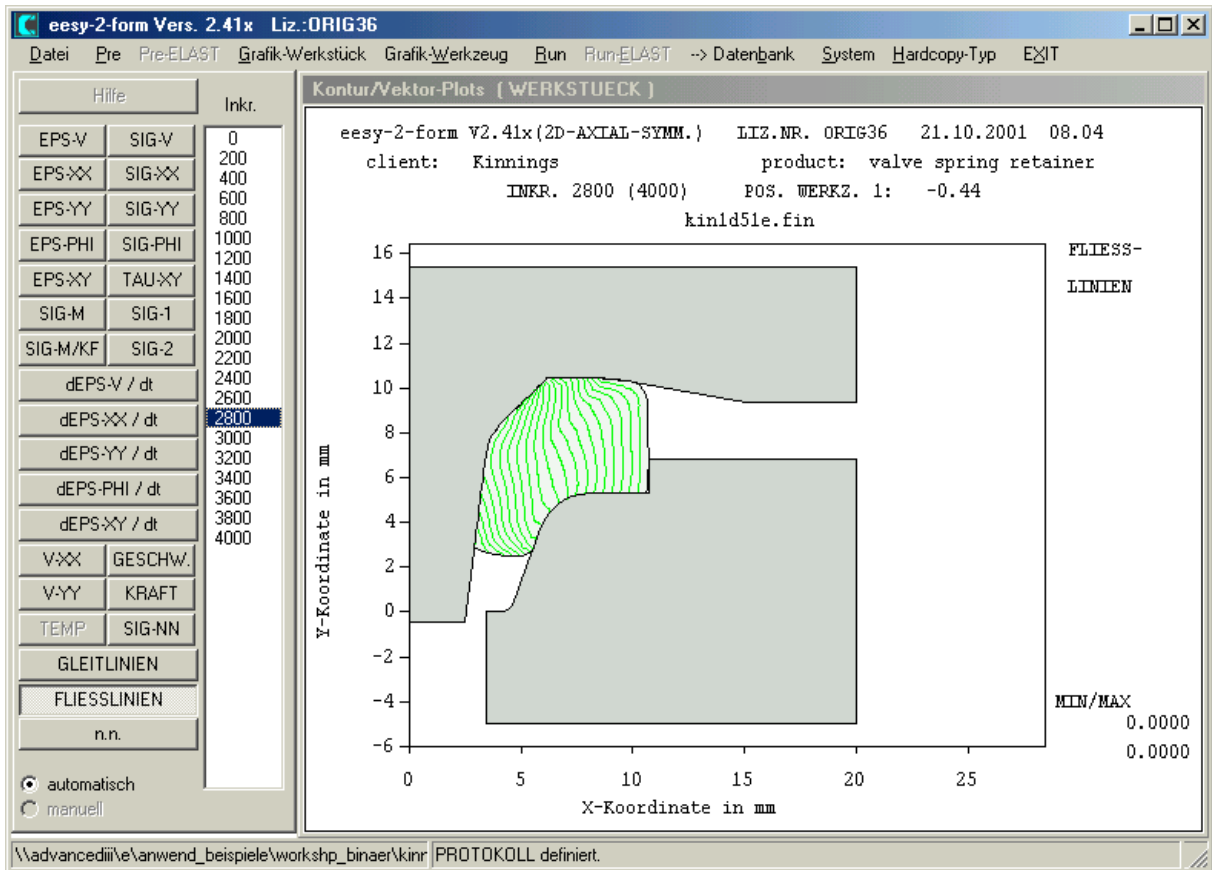 eesy-2-form Vers. 2.41x Liz.:ORIG36
Datei Pre Pre-ELAST Grafik-Werkstück Grafik-Werkzeug Run Run-ELAST --> Datenbank System Hardcopy-Typ EXIT
Hilfe
EPS-V SIG-V
EPS-XX SIG-XX
EPS-YY SIG-YY
EPS-PHI SIG-PHI
EPS-XY TAU-XY
SIG-M SIG-1
SIG-M/KF SIG-2
dEPS-V / dt
dEPS-XX / dt
dEPS-YY / dt
dEPS-PHI / dt
dEPS-XY / dt
V-XX GESCHW.
V-YY KRAFT
TEMP SIG-NN
GLEITLINIEN
FLIESSLINIEN
n.n.
automatisch
manuell
Inkr.
0
200
400
600
800
1000
1200
1400
1600
1800
2000
2200
2400
2600
2800
3000
3200
3400
3600
3800
4000
Kontur/Vektor-Plots ( WERKSTUECK )
eesy-2-form V2.41x(2D-AXIAL-SYMM.) LIZ.NR. ORIG36 21.10.2001 08.04
client: Kinnings product: valve spring retainer
INKR. 2800 (4000) POS. WERKZ. 1: -0.44
kin1d51e.fin
FLIESS-
LINIEN
Y-Koordinate in mm
16
14
12
10
8
6
4
2
0
-2
-4
-6
0 5 10 15 20 25
X-Koordinate in mm
MIN/MAX
0.0000
0.0000
\\advancediii\e\anwend_beispiele\workshp_binaer\kinr PROTOKOLL definiert.